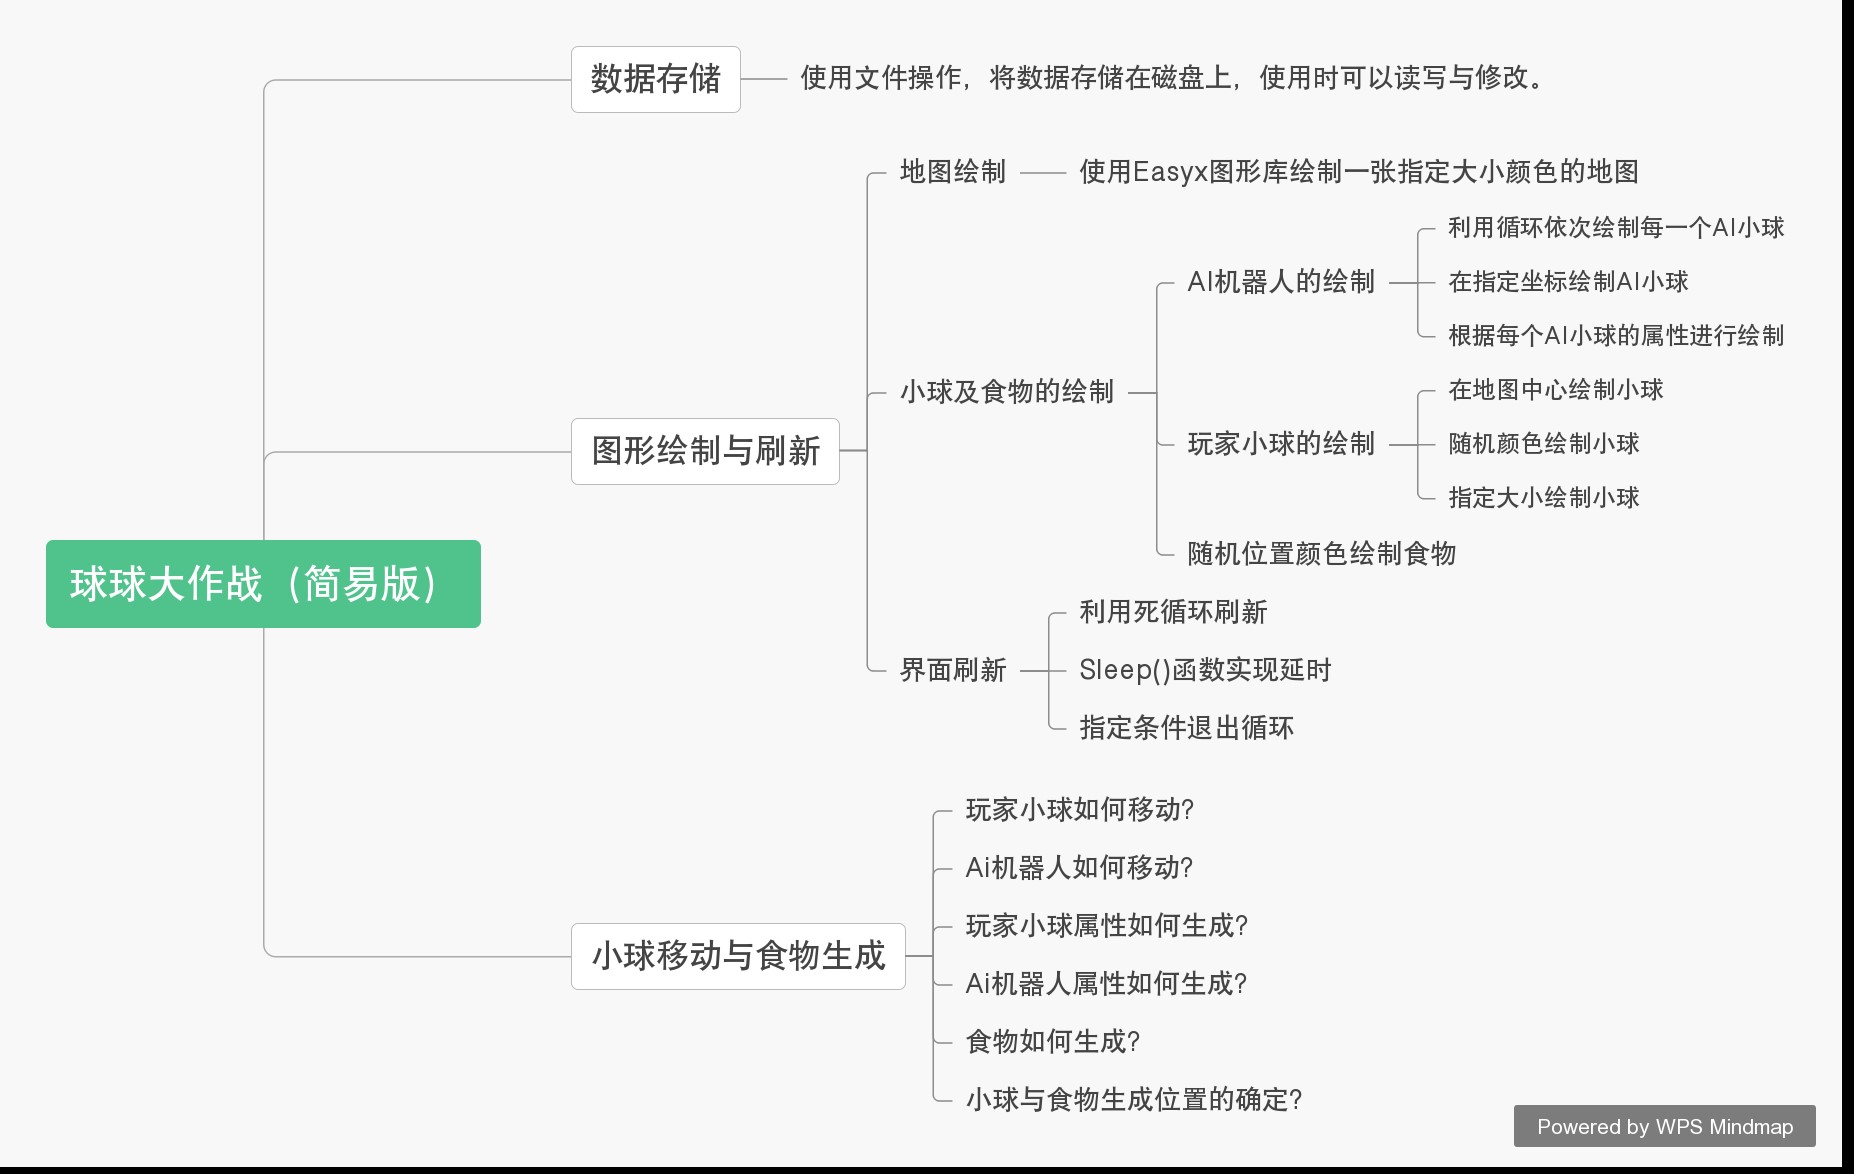 数据存储
使用文件操作，将数据存储在磁盘上，使用时可以读写与修改。
地图绘制
使用Easyx图形库绘制一张指定大小颜色的地图
利用循环依次绘制每一个AI小球
AI机器人的绘制
在指定坐标绘制AI小球
根据每个AI小球的属性进行绘制
小球及食物的绘制
在地图中心绘制小球
玩家小球的绘制
随机颜色绘制小球
图形绘制与刷新
指定大小绘制小球
随机位置颜色绘制食物
球球大作战（简易版）
利用死循环刷新
界面刷新
Sleep()函数实现延时
指定条件退出循环
玩家小球如何移动?
Ai机器人如何移动?
玩家小球属性如何生成?
小球移动与食物生成
Ai机器人属性如何生成?
食物如何生成?
小球与食物生成位置的确定?
Powered by WPS Mindmap